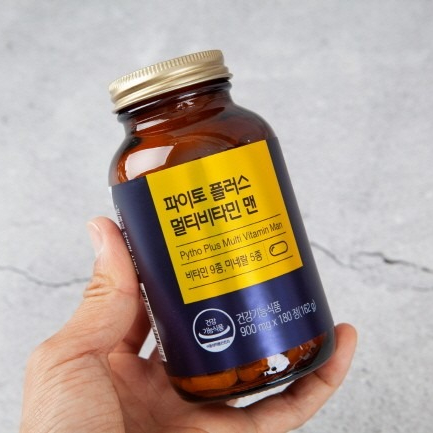 파이토 플러스
멀티비타민 맨
Pytho Plus Multi Vitamin Man
비타민 9종, 미네랄 5종
건강
기능식품
건강기능식품
900 mg x 180 정(162 g)